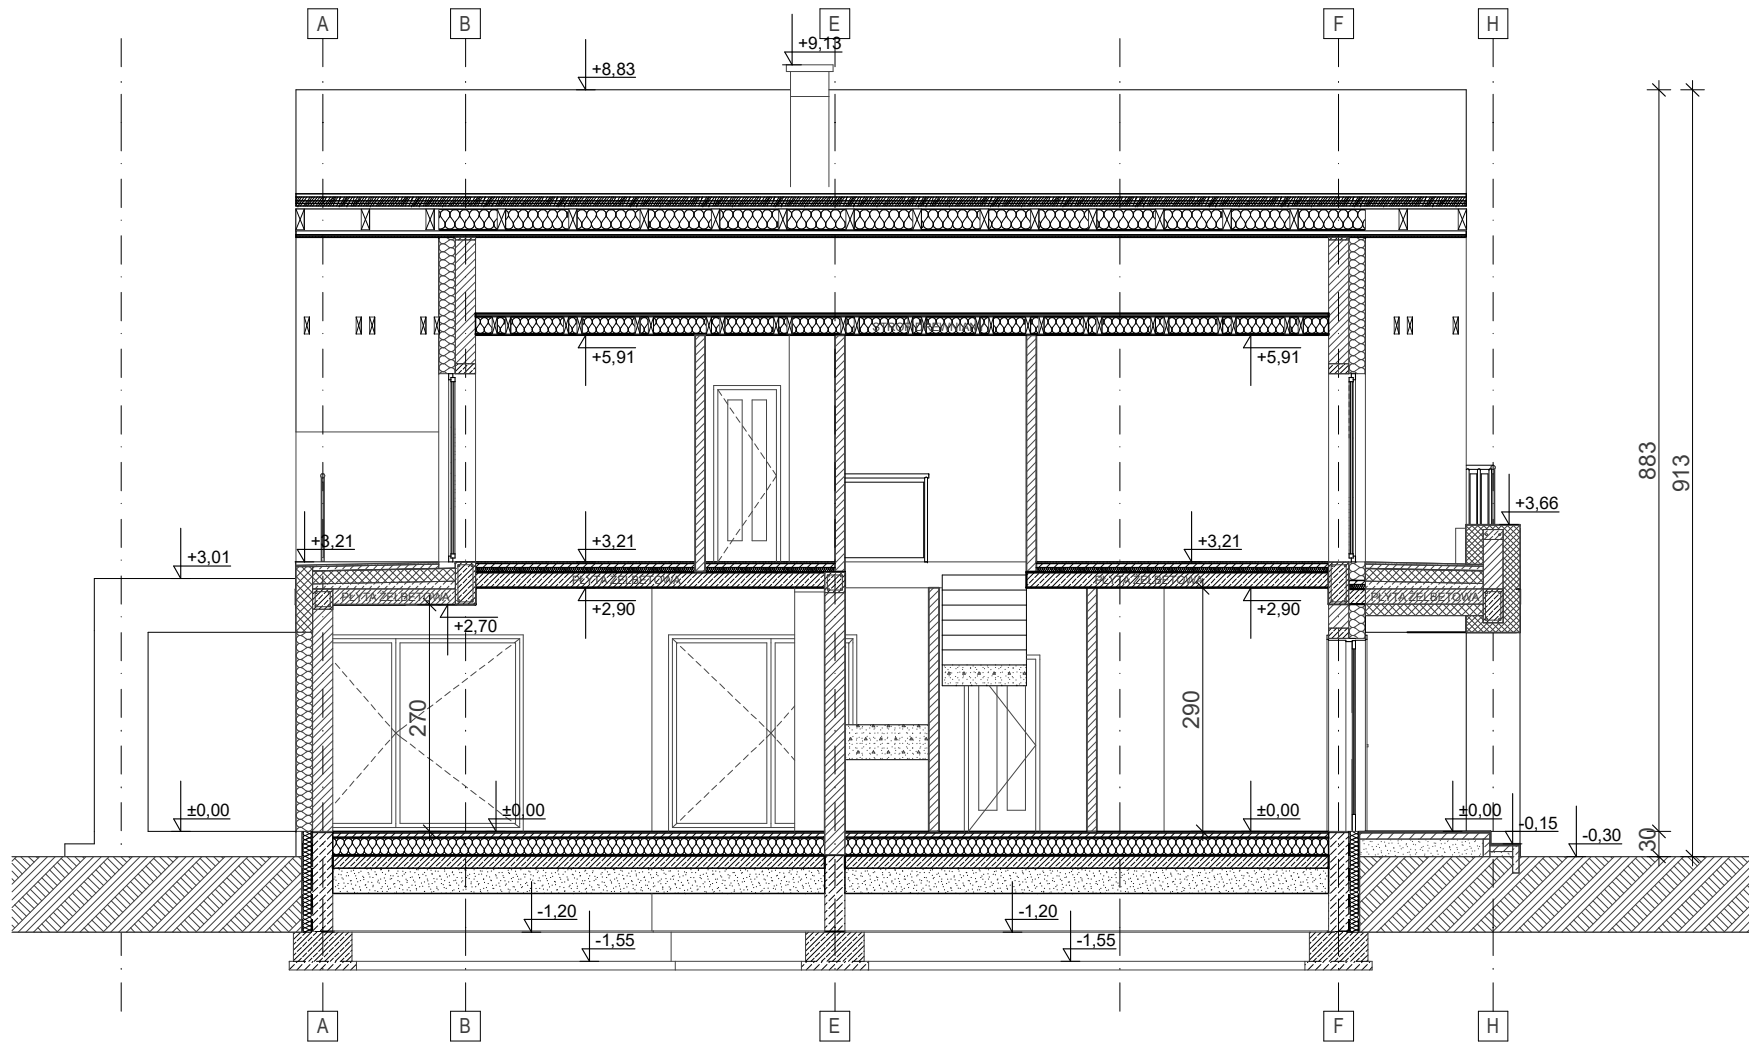 A B E F H
+9,13
+8,83
STROP DREWNIANY
+5,91 +5,91
883
913
+3,66
+3,21 +3,21 +3,21
+3,01
PŁYTA ŻELBETOWA PŁYTA ŻELBETOWA
PŁYTA ŻELBETOWA PŁYTA ŻELBETOWA
+2,90 +2,90
+2,70
270 290
±0,00 ±0,00 ±0,00 ±0,00
-0,15
-0,30
30
-1,20 -1,20
-1,55 -1,55
A B E F H